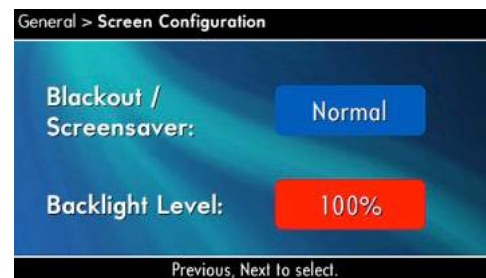 General > Screen Configuration
Blackout /
Screensaver:
Normal
Backlight Level:
100%
Previous, Next to select.